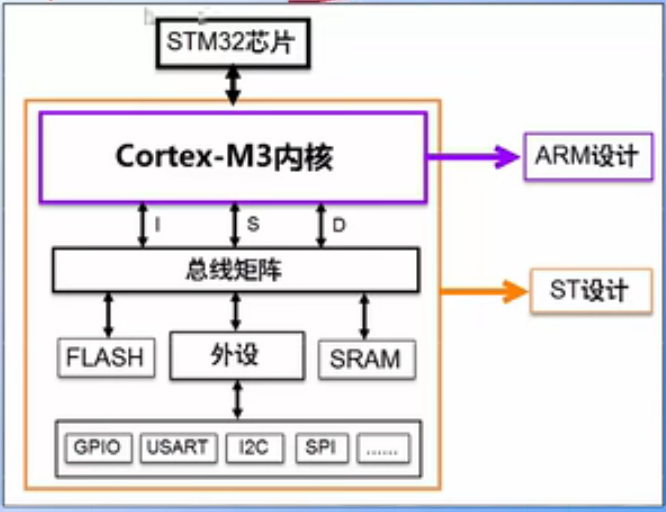 STM32芯片
Cortex-M3内核
ARM设计
I S D
总线矩阵
ST设计
FLASH 外设 SRAM
GPIO USART I2C SPI ......